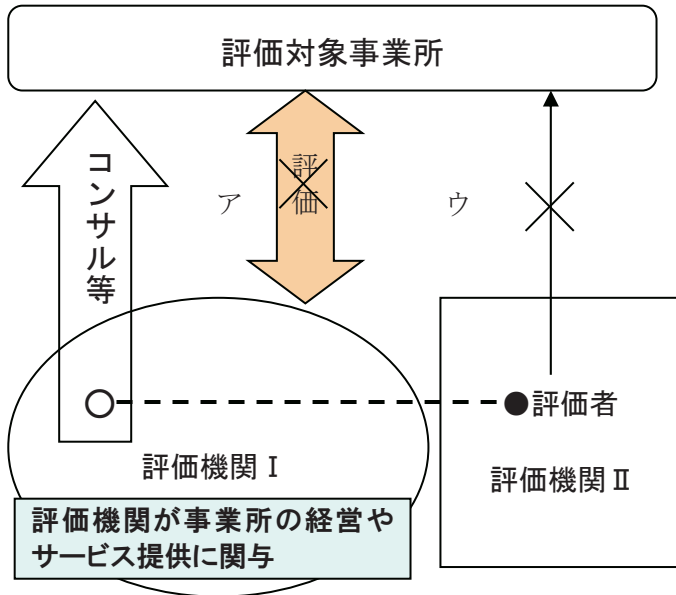 評価対象事業所
コンサル等
評価
ア
ウ
評価者
評価機関Ⅰ
評価機関Ⅱ
評価機関が事業所の経営や
サービス提供に関与